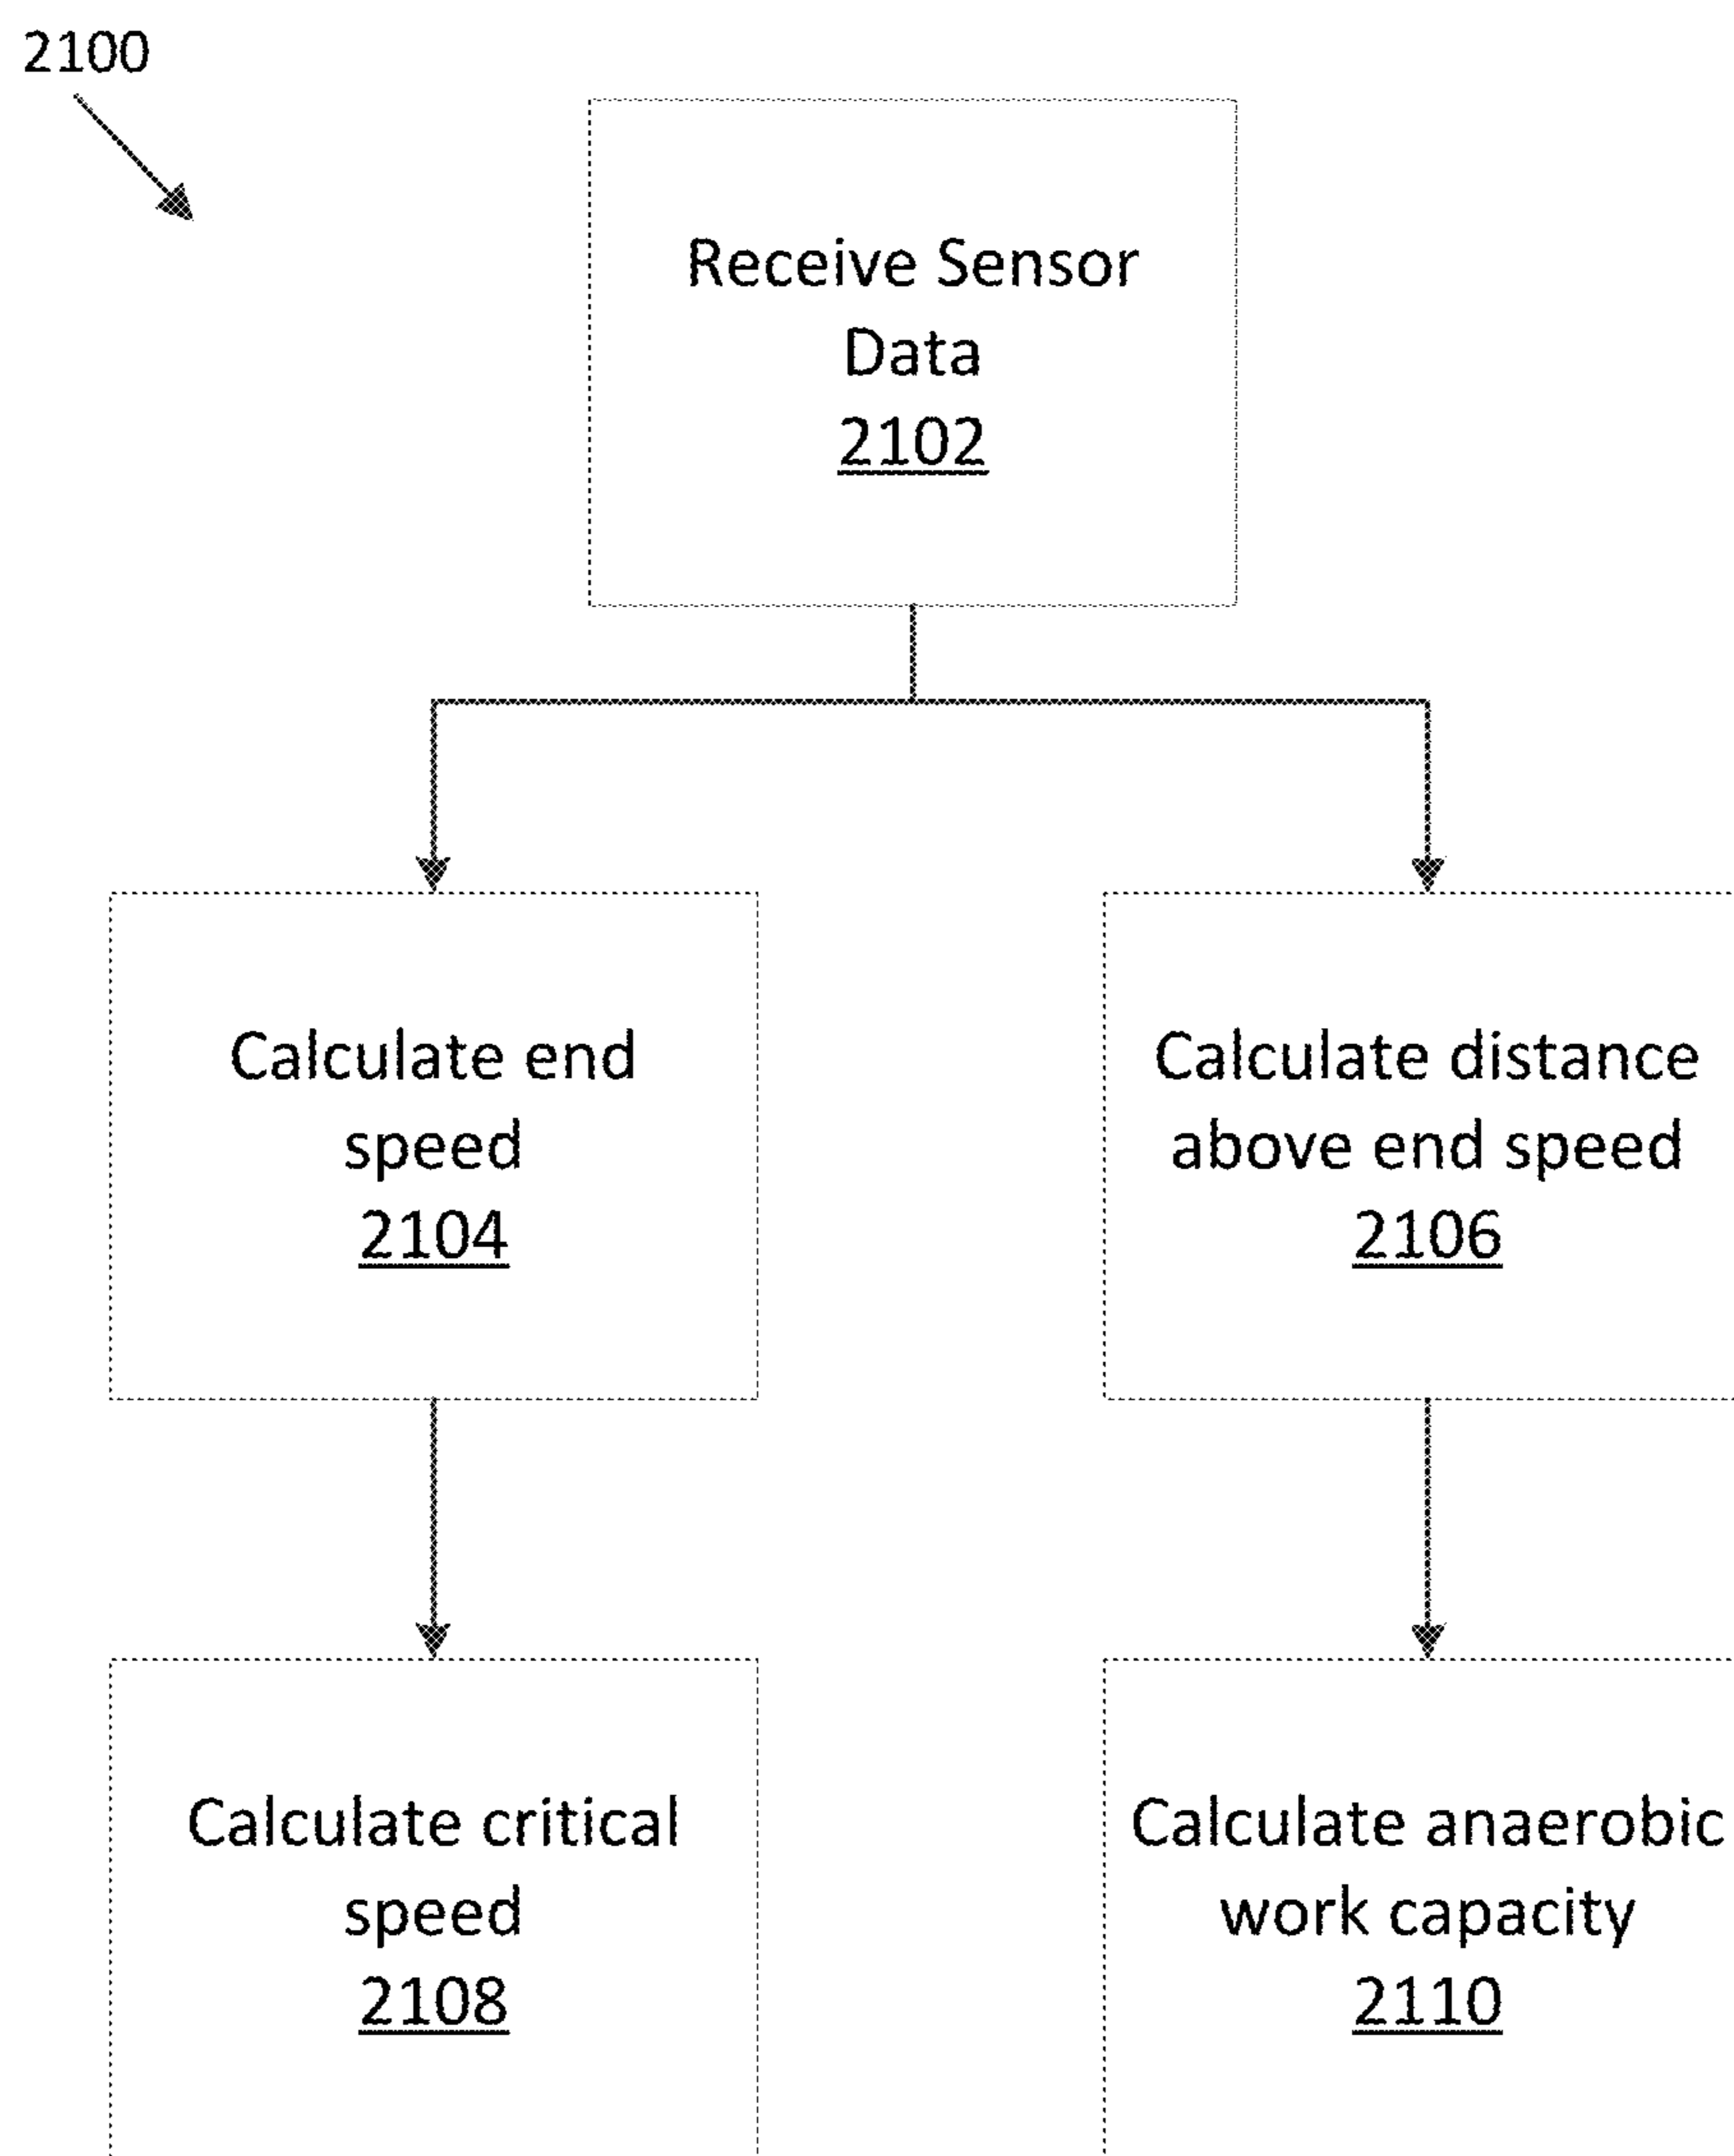 2100
Receive Sensor
Data
2102
Calculate end
speed
2104
Calculate distance
above end speed
2106
Calculate critical
speed
2108
Calculate anaerobic
work capacity
2110